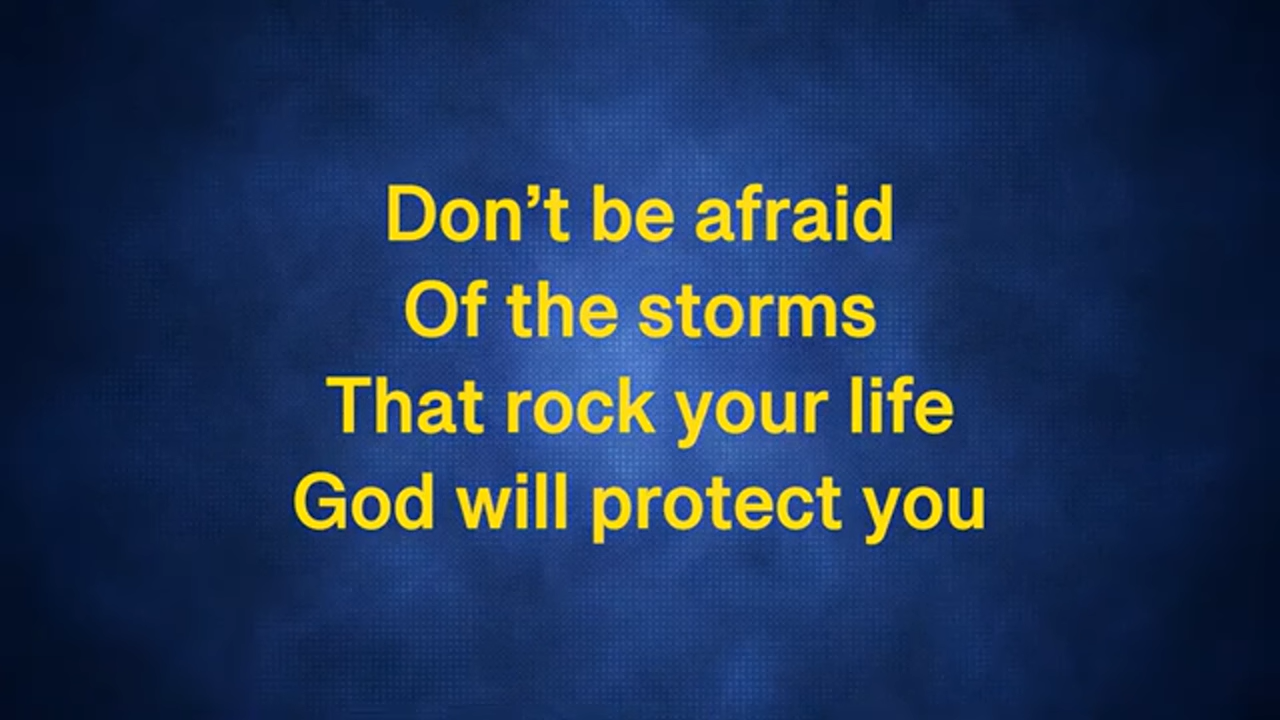 Don’t be afraid
Of the storms
That rock your life
God will protect you